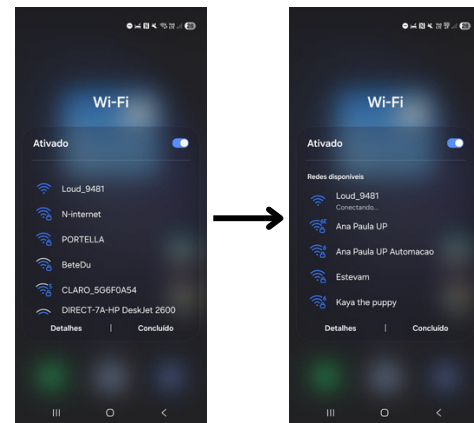 Wi-Fi
Ativado
Loud_9481
N-internet
PORTELLA
BeteDu
CLARO_5G6F0A54
DIRECT-7A-HP DeskJet 2600
Detalhes | Concluído
Wi-Fi
Ativado
Redes disponíveis
Loud_9481
Conectando...
Ana Paula UP
Ana Paula UP Automacao
Estevam
Kaya the puppy
Detalhes | Concluído